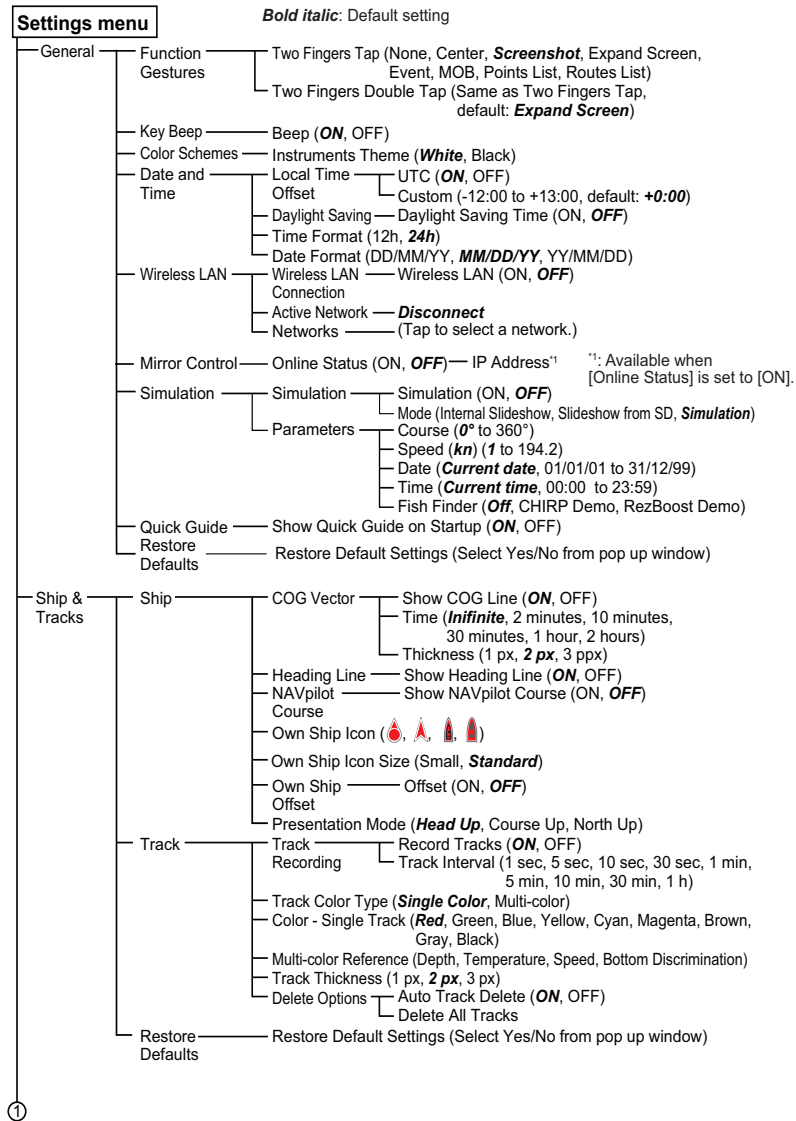 Settings menu
Bold italic: Default setting
General
Function Gestures
Two Fingers Tap (None, Center, Screenshot, Expand Screen,
Event, MOB, Points List, Routes List)
Two Fingers Double Tap (Same as Two Fingers Tap,
default: Expand Screen)
Key Beep
Beep (ON, OFF)
Color Schemes
Instruments Theme (White, Black)
Date and Time
Local Time Offset
UTC (ON, OFF)
Custom (-12:00 to +13:00, default: +0:00)
Daylight Saving
Daylight Saving Time (ON, OFF)
Time Format (12h, 24h)
Date Format (DD/MM/YY, MM/DD/YY, YY/MM/DD)
Wireless LAN
Wireless LAN Connection
Wireless LAN (ON, OFF)
Active Network
Disconnect
Networks
(Tap to select a network.)
Mirror Control
Online Status (ON, OFF)
IP Address*1
*1: Available when
[Online Status] is set to [ON].
Simulation
Simulation
Simulation (ON, OFF)
Mode (Internal Slideshow, Slideshow from SD, Simulation)
Parameters
Course (0° to 360°)
Speed (kn) (1 to 194.2)
Date (Current date, 01/01/01 to 31/12/99)
Time (Current time, 00:00 to 23:59)
Fish Finder (Off, CHIRP Demo, RezBoost Demo)
Quick Guide
Show Quick Guide on Startup (ON, OFF)
Restore Defaults
Restore Default Settings (Select Yes/No from pop up window)
Ship & Tracks
Ship
COG Vector
Show COG Line (ON, OFF)
Time (Inifinite, 2 minutes, 10 minutes,
30 minutes, 1 hour, 2 hours)
Thickness (1 px, 2 px, 3 ppx)
Heading Line
Show Heading Line (ON, OFF)
NAVpilot Course
Show NAVpilot Course (ON, OFF)
Own Ship Icon ( , , , )
Own Ship Icon Size (Small, Standard)
Own Ship Offset
Offset (ON, OFF)
Presentation Mode (Head Up, Course Up, North Up)
Track
Track Recording
Record Tracks (ON, OFF)
Track Interval (1 sec, 5 sec, 10 sec, 30 sec, 1 min,
5 min, 10 min, 30 min, 1 h)
Track Color Type (Single Color, Multi-color)
Color - Single Track (Red, Green, Blue, Yellow, Cyan, Magenta, Brown,
Gray, Black)
Multi-color Reference (Depth, Temperature, Speed, Bottom Discrimination)
Track Thickness (1 px, 2 px, 3 px)
Delete Options
Auto Track Delete (ON, OFF)
Delete All Tracks
Restore Defaults
Restore Default Settings (Select Yes/No from pop up window)
1